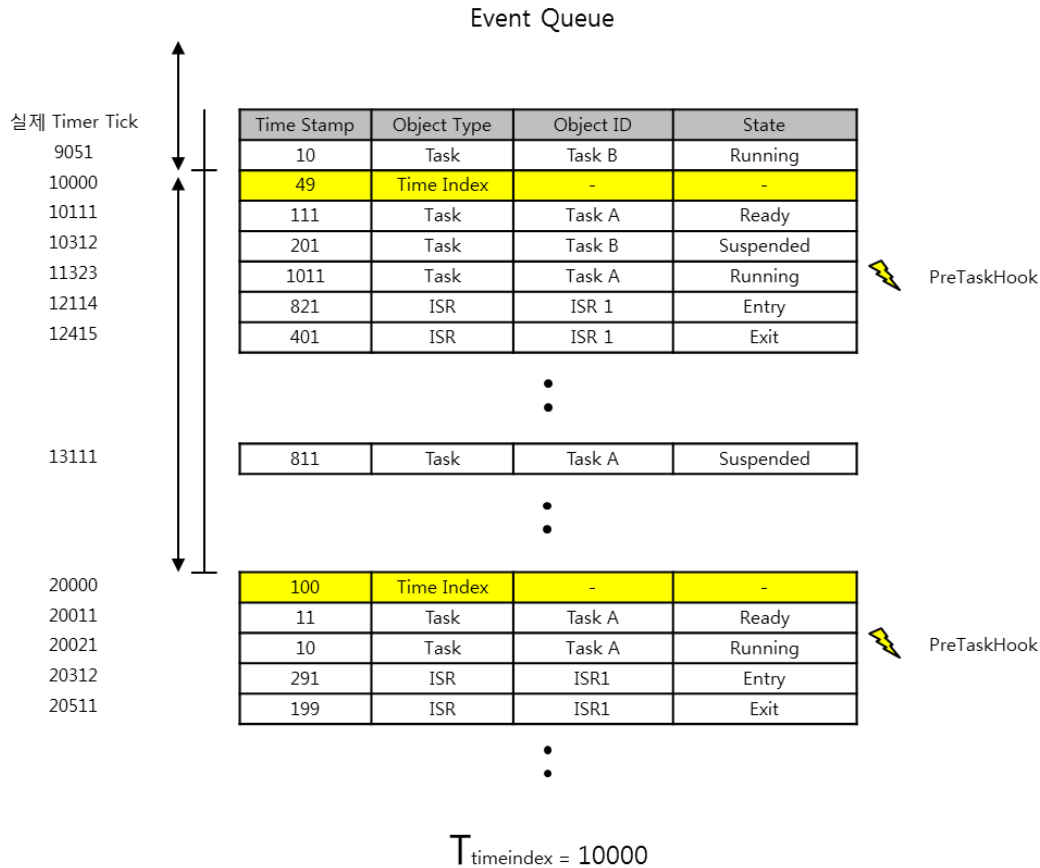 Event Queue
실제 Timer Tick
Time Stamp Object Type Object ID State
9051 10 Task Task B Running
10000 49 Time Index - -
10111 111 Task Task A Ready
10312 201 Task Task B Suspended
11323 1011 Task Task A Running PreTaskHook
12114 821 ISR ISR 1 Entry
12415 401 ISR ISR 1 Exit
13111 811 Task Task A Suspended
20000 100 Time Index - -
20011 11 Task Task A Ready
20021 10 Task Task A Running PreTaskHook
20312 291 ISR ISR1 Entry
20511 199 ISR ISR1 Exit
Ttimeindex = 10000